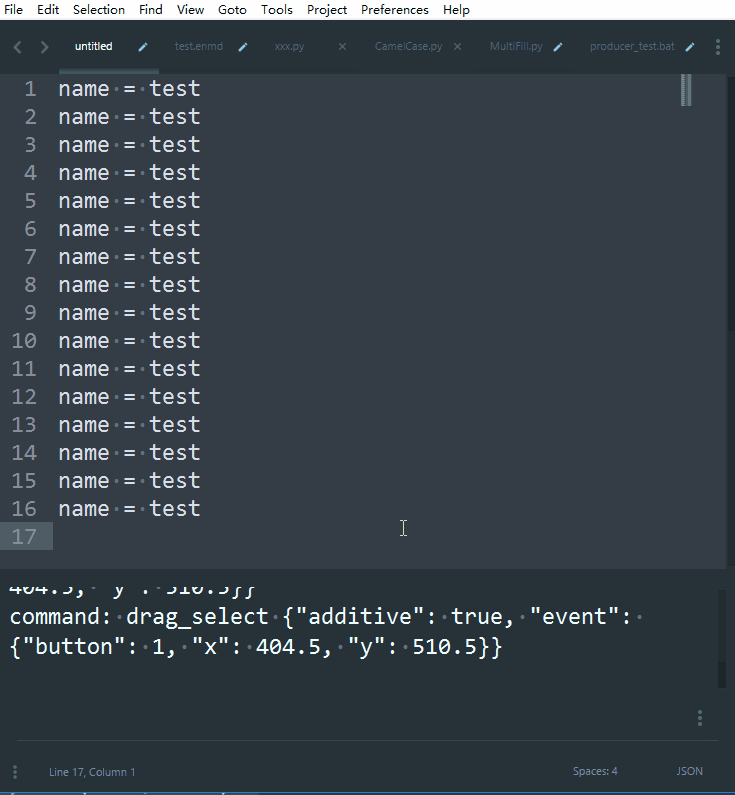 File Edit Selection Find View Goto Tools Project Preferences Help
untitled test.enmd xxx.py CamelCase.py MultiFill.py producer_test.bat
1 name = test
2 name = test
3 name = test
4 name = test
5 name = test
6 name = test
7 name = test
8 name = test
9 name = test
10 name = test
11 name = test
12 name = test
13 name = test
14 name = test
15 name = test
16 name = test
17
404.5, "y": 510.5}}
command: drag_select {"additive": true, "event":
{"button": 1, "x": 404.5, "y": 510.5}}
Line 17, Column 1 Spaces: 4 JSON